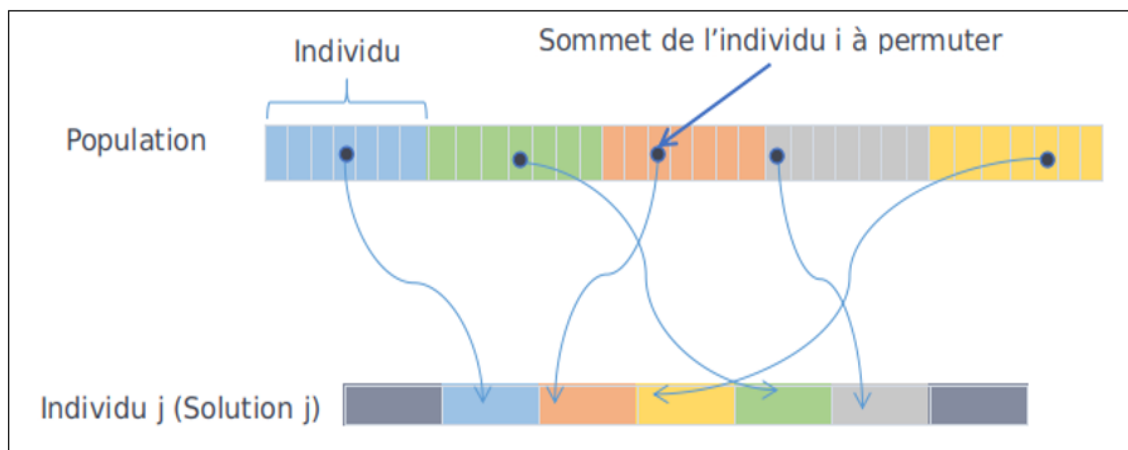 Sommet de l'individu i à permuter
Individu
Population
Individu j (Solution j)